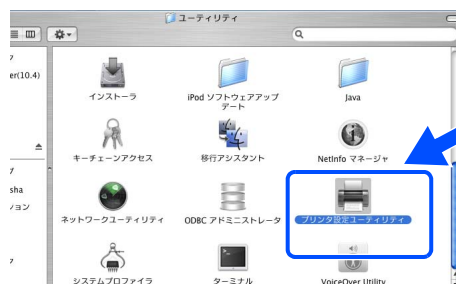 ユーティリティ
er(10.4)
インストーラ
iPod ソフトウェアアップ
デート
Java
キーチェーンアクセス
移行アシスタント
NetInfo マネージャ
sha
ション
ネットワークユーティリティ
ODBC アドミニストレータ
プリンタ設定ユーティリティ
システムプロファイラ
ターミナル
VoiceOver Utility